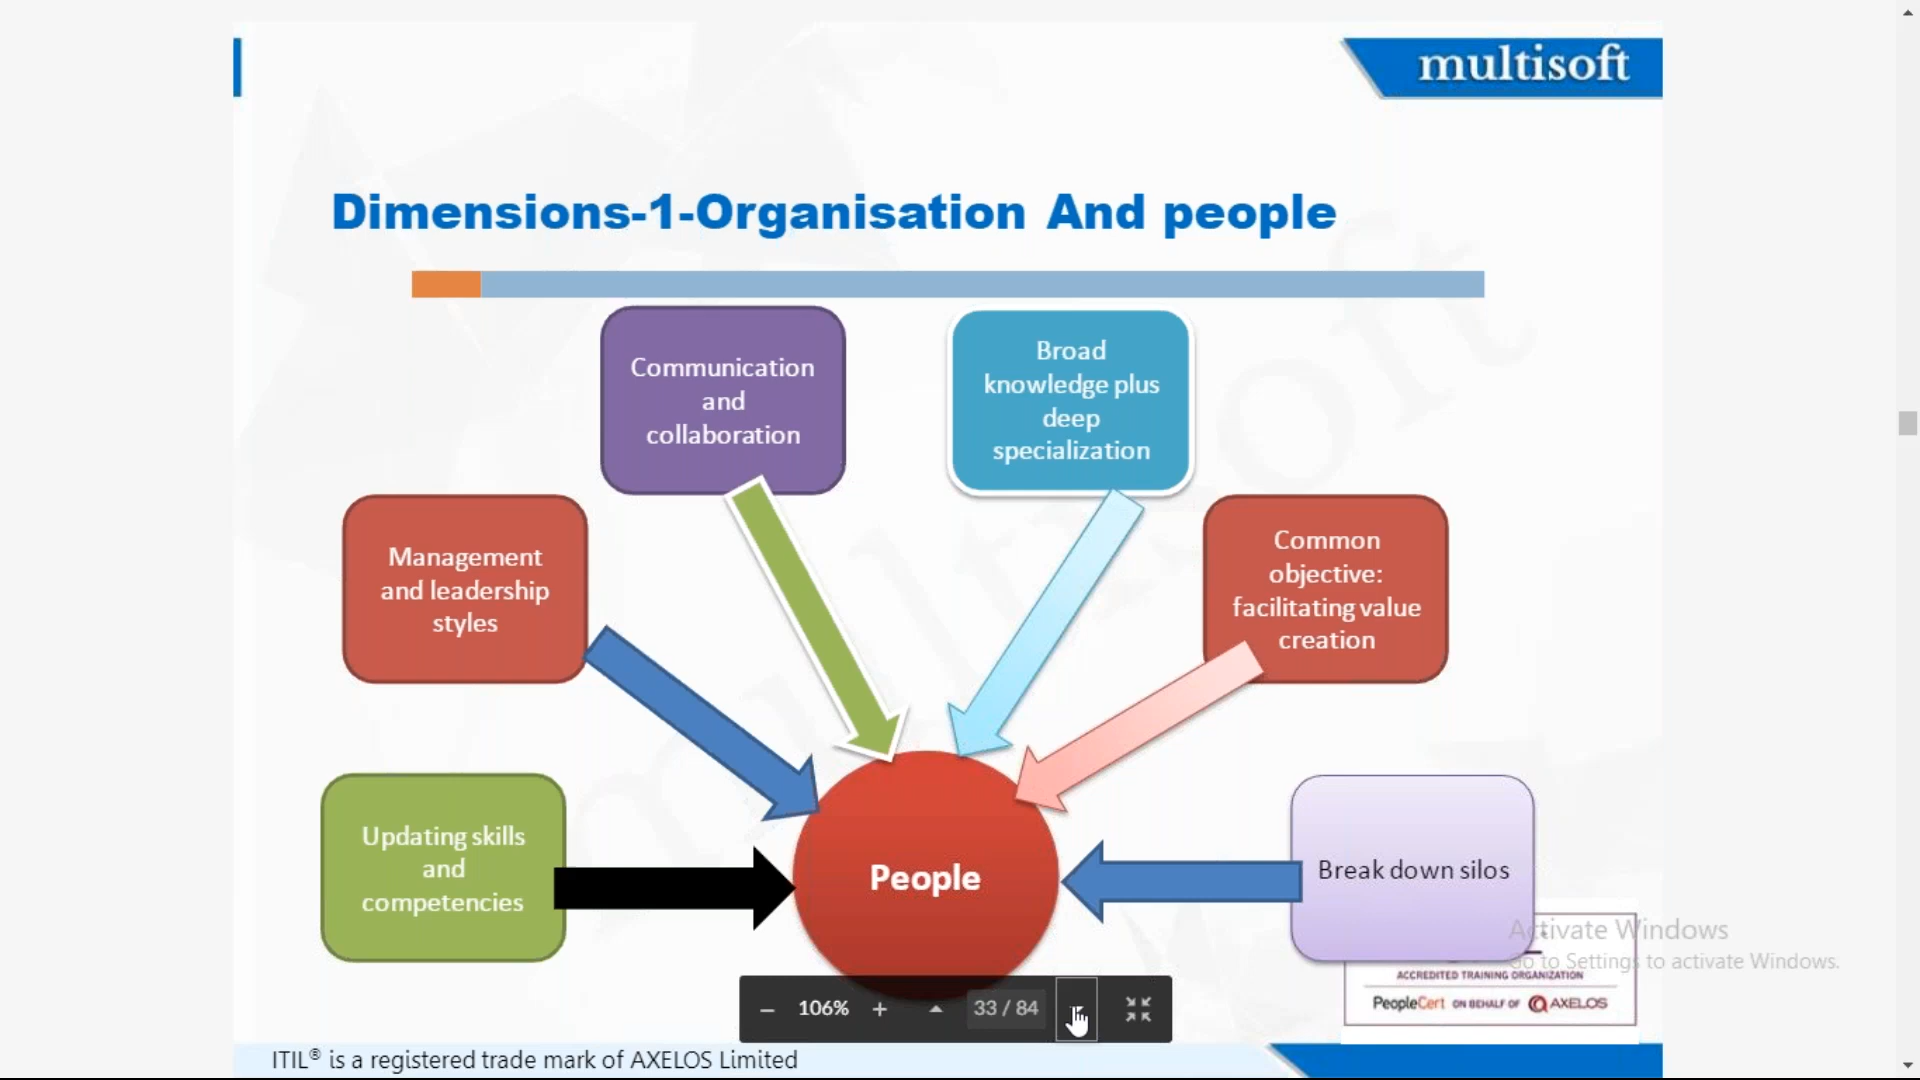 multisoft
Dimensions-1-Organisation And people
Communication
and
collaboration
Broad
knowledge plus
deep
specialization
Management
and leadership
styles
Common
objective:
facilitating value
creation
Updating skills
and
competencies
People
Break down silos
Activate Windows
Go to Settings to activate Windows.
ACCREDITED TRAINING ORGANIZATION
PeopleCert ON BEHALF OF AXELOS
106%
33 / 84
ITIL® is a registered trade mark of AXELOS Limited
multisoft